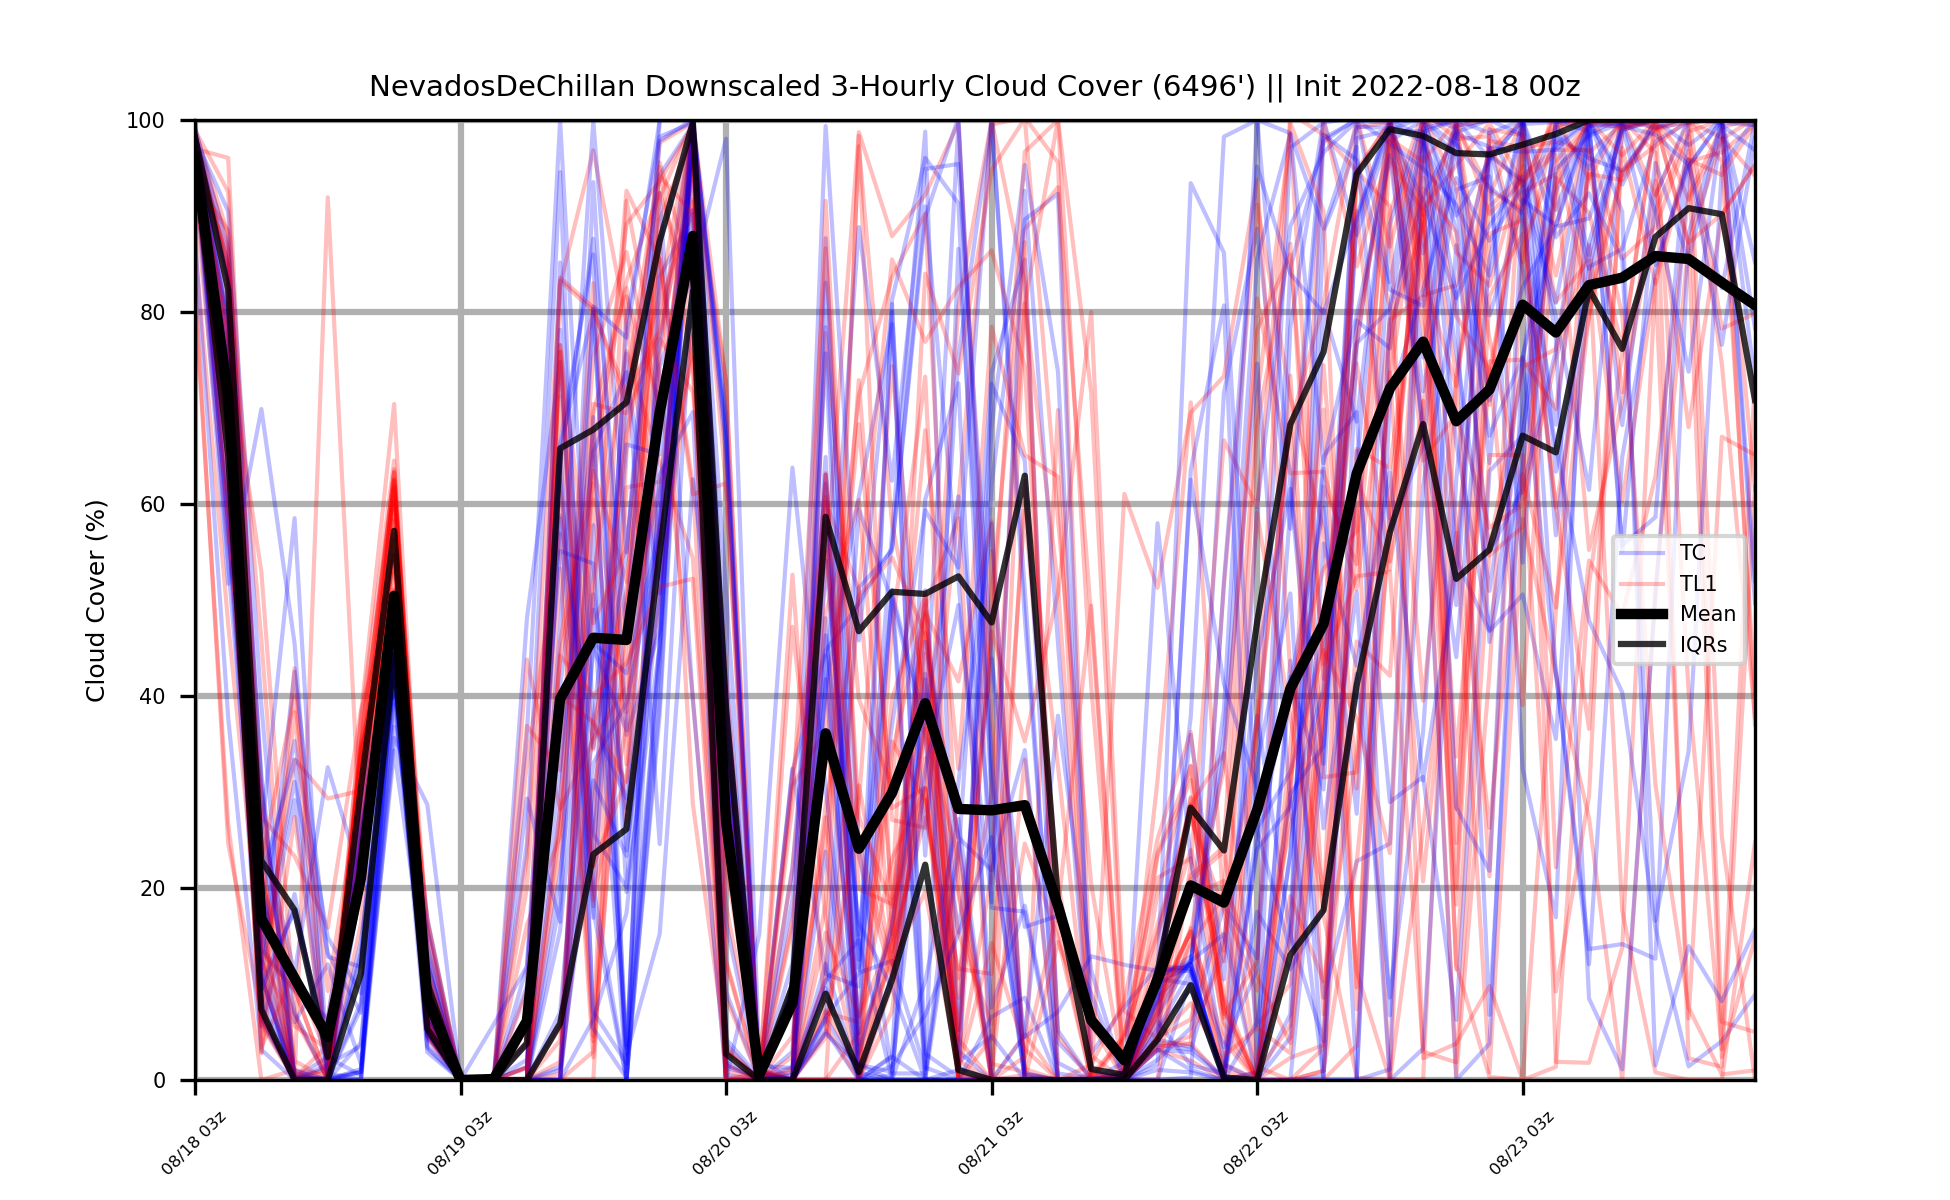 NevadosDeChillan Downscaled 3-Hourly Cloud Cover (6496') || Init 2022-08-18 00z
Cloud Cover (%)
100
80
60
40
20
0
TC
TL1
Mean
IQRs
08/18 03z
08/19 03z
08/20 03z
08/21 03z
08/22 03z
08/23 03z